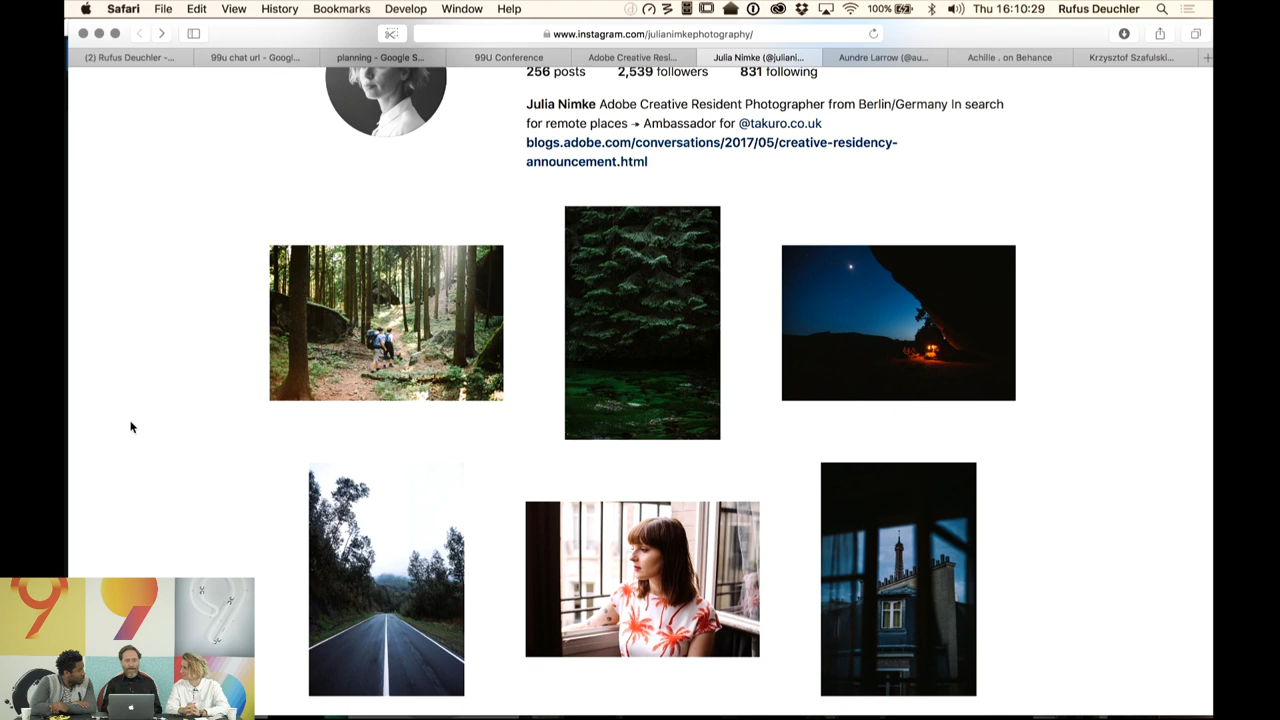 Safari File Edit View History Bookmarks Develop Window Help 100% Thu 16:10:29 Rufus Deuchler
www.instagram.com/julianimkephotography/
(2) Rufus Deuchler -... 99u chat url - Googl... planning - Google S... 99U Conference Adobe Creative Resi... Julia Nimke (@juliani... Aundre Larrow (@au... Achille . on Behance Krzysztof Szafulski...
256 posts 2,539 followers 831 following
Julia Nimke Adobe Creative Resident Photographer from Berlin/Germany In search
for remote places → Ambassador for @takuro.co.uk
blogs.adobe.com/conversations/2017/05/creative-residency-
announcement.html
9 9 9